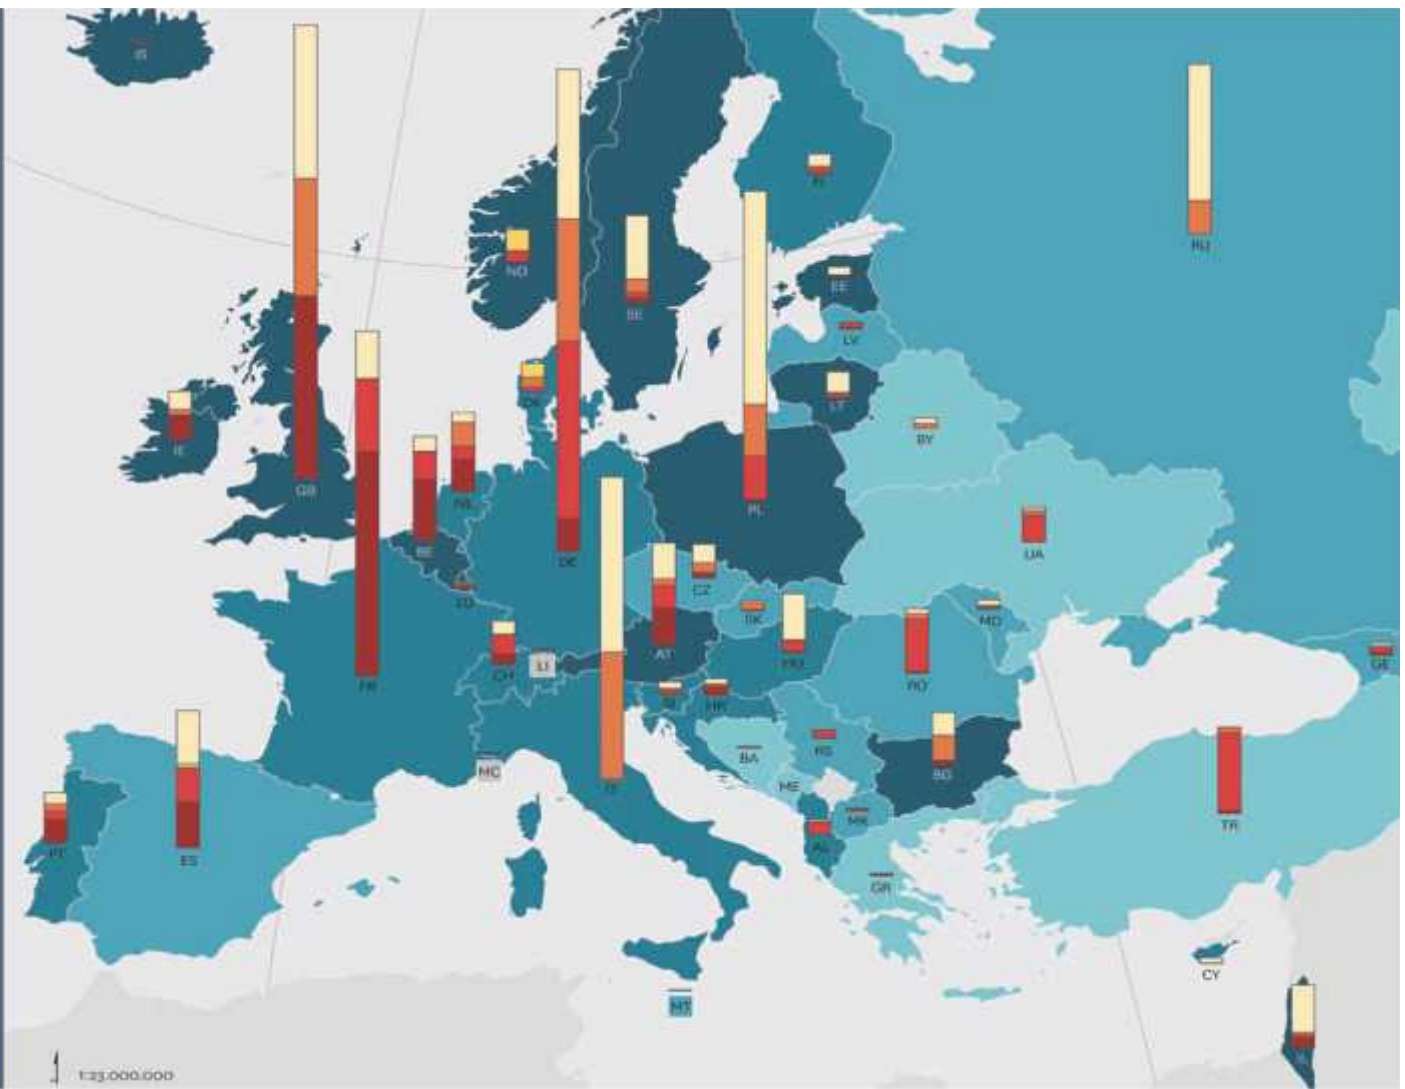 IS
RU
FI
NO
EE
SE
LV
DK
LT
BY
IE
GB
NL
PL
BE
UA
DE
CZ
LU
SK
MD
AT
HU
GE
CH
LI
FR
RO
SI
HR
RS
BA
MC
BG
IT
ME
MK
TR
PT
ES
AL
GR
CY
MT
IL
1:23.000.000